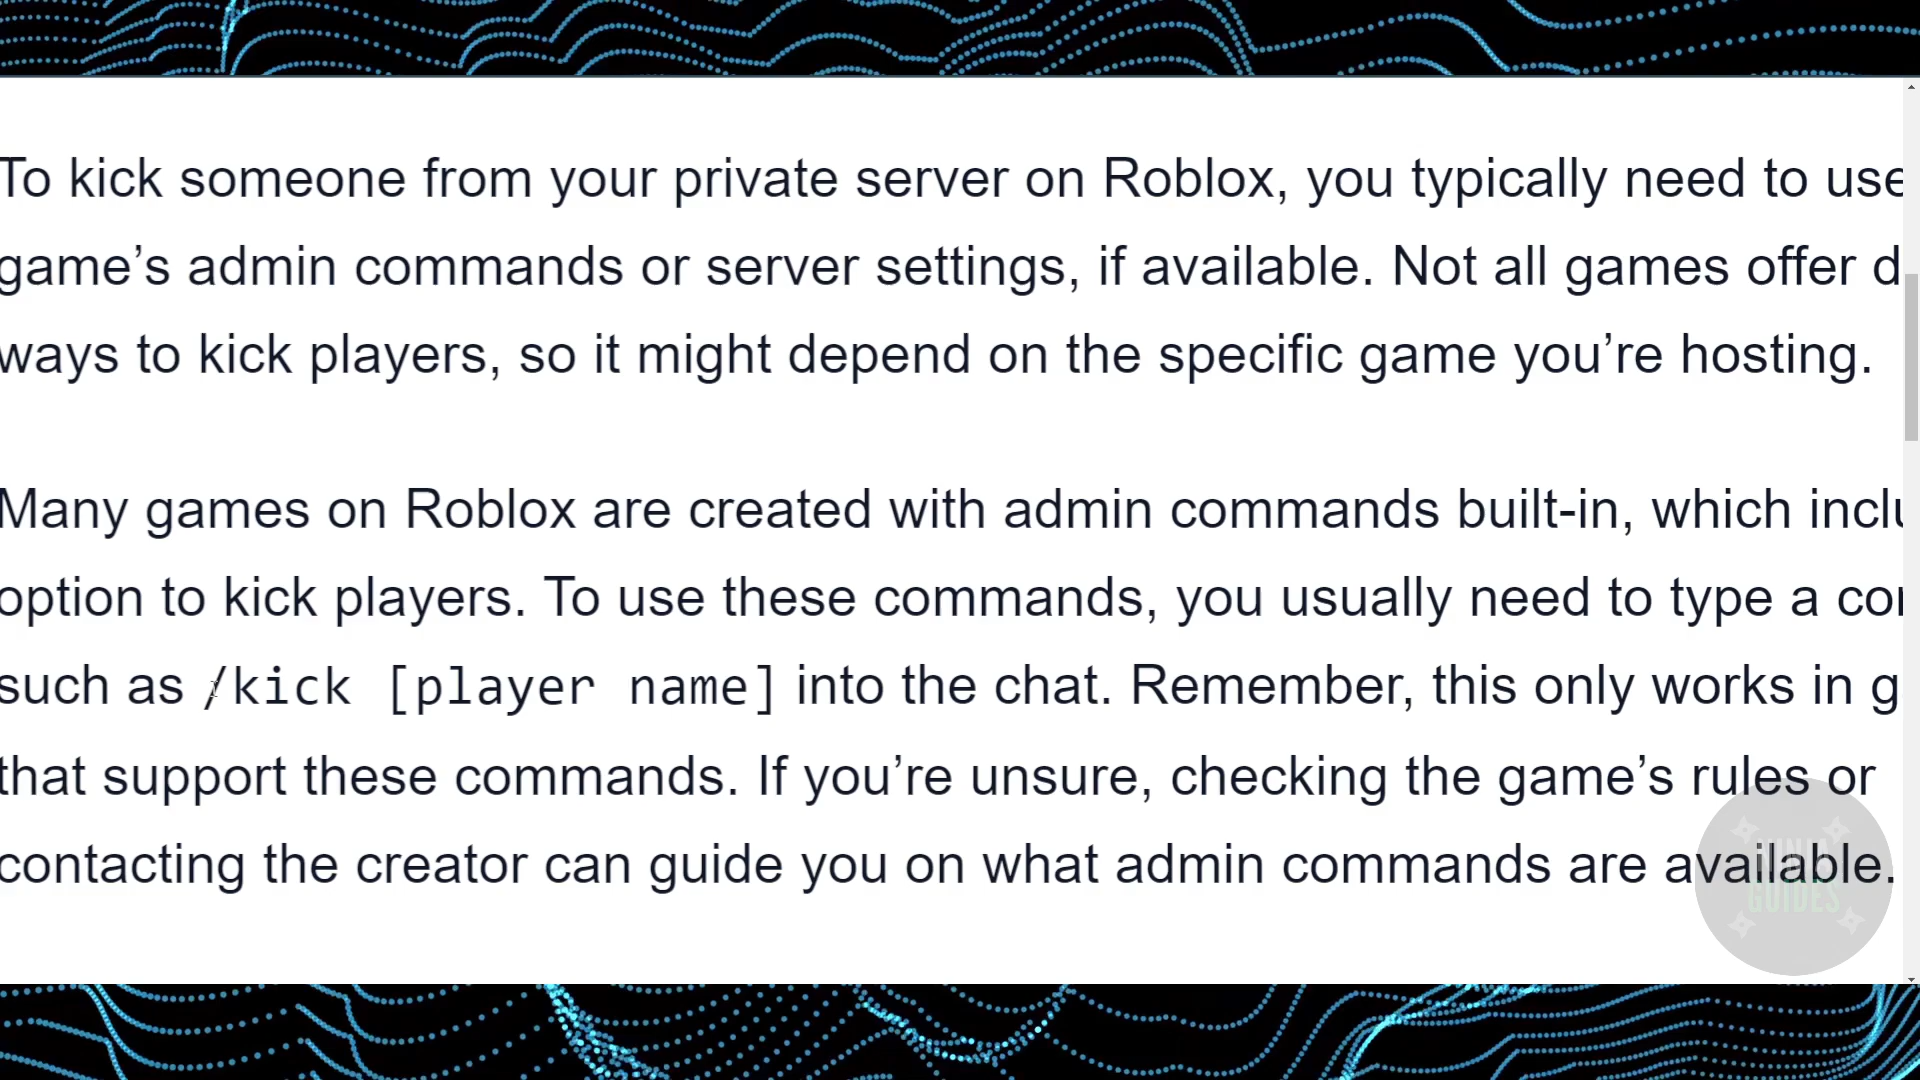 To kick someone from your private server on Roblox, you typically need to use
game’s admin commands or server settings, if available. Not all games offer d
ways to kick players, so it might depend on the specific game you’re hosting.
Many games on Roblox are created with admin commands built-in, which inclu
option to kick players. To use these commands, you usually need to type a co
such as /kick [player name] into the chat. Remember, this only works in g
that support these commands. If you’re unsure, checking the game’s rules or
contacting the creator can guide you on what admin commands are available.
NINJA
GUIDES